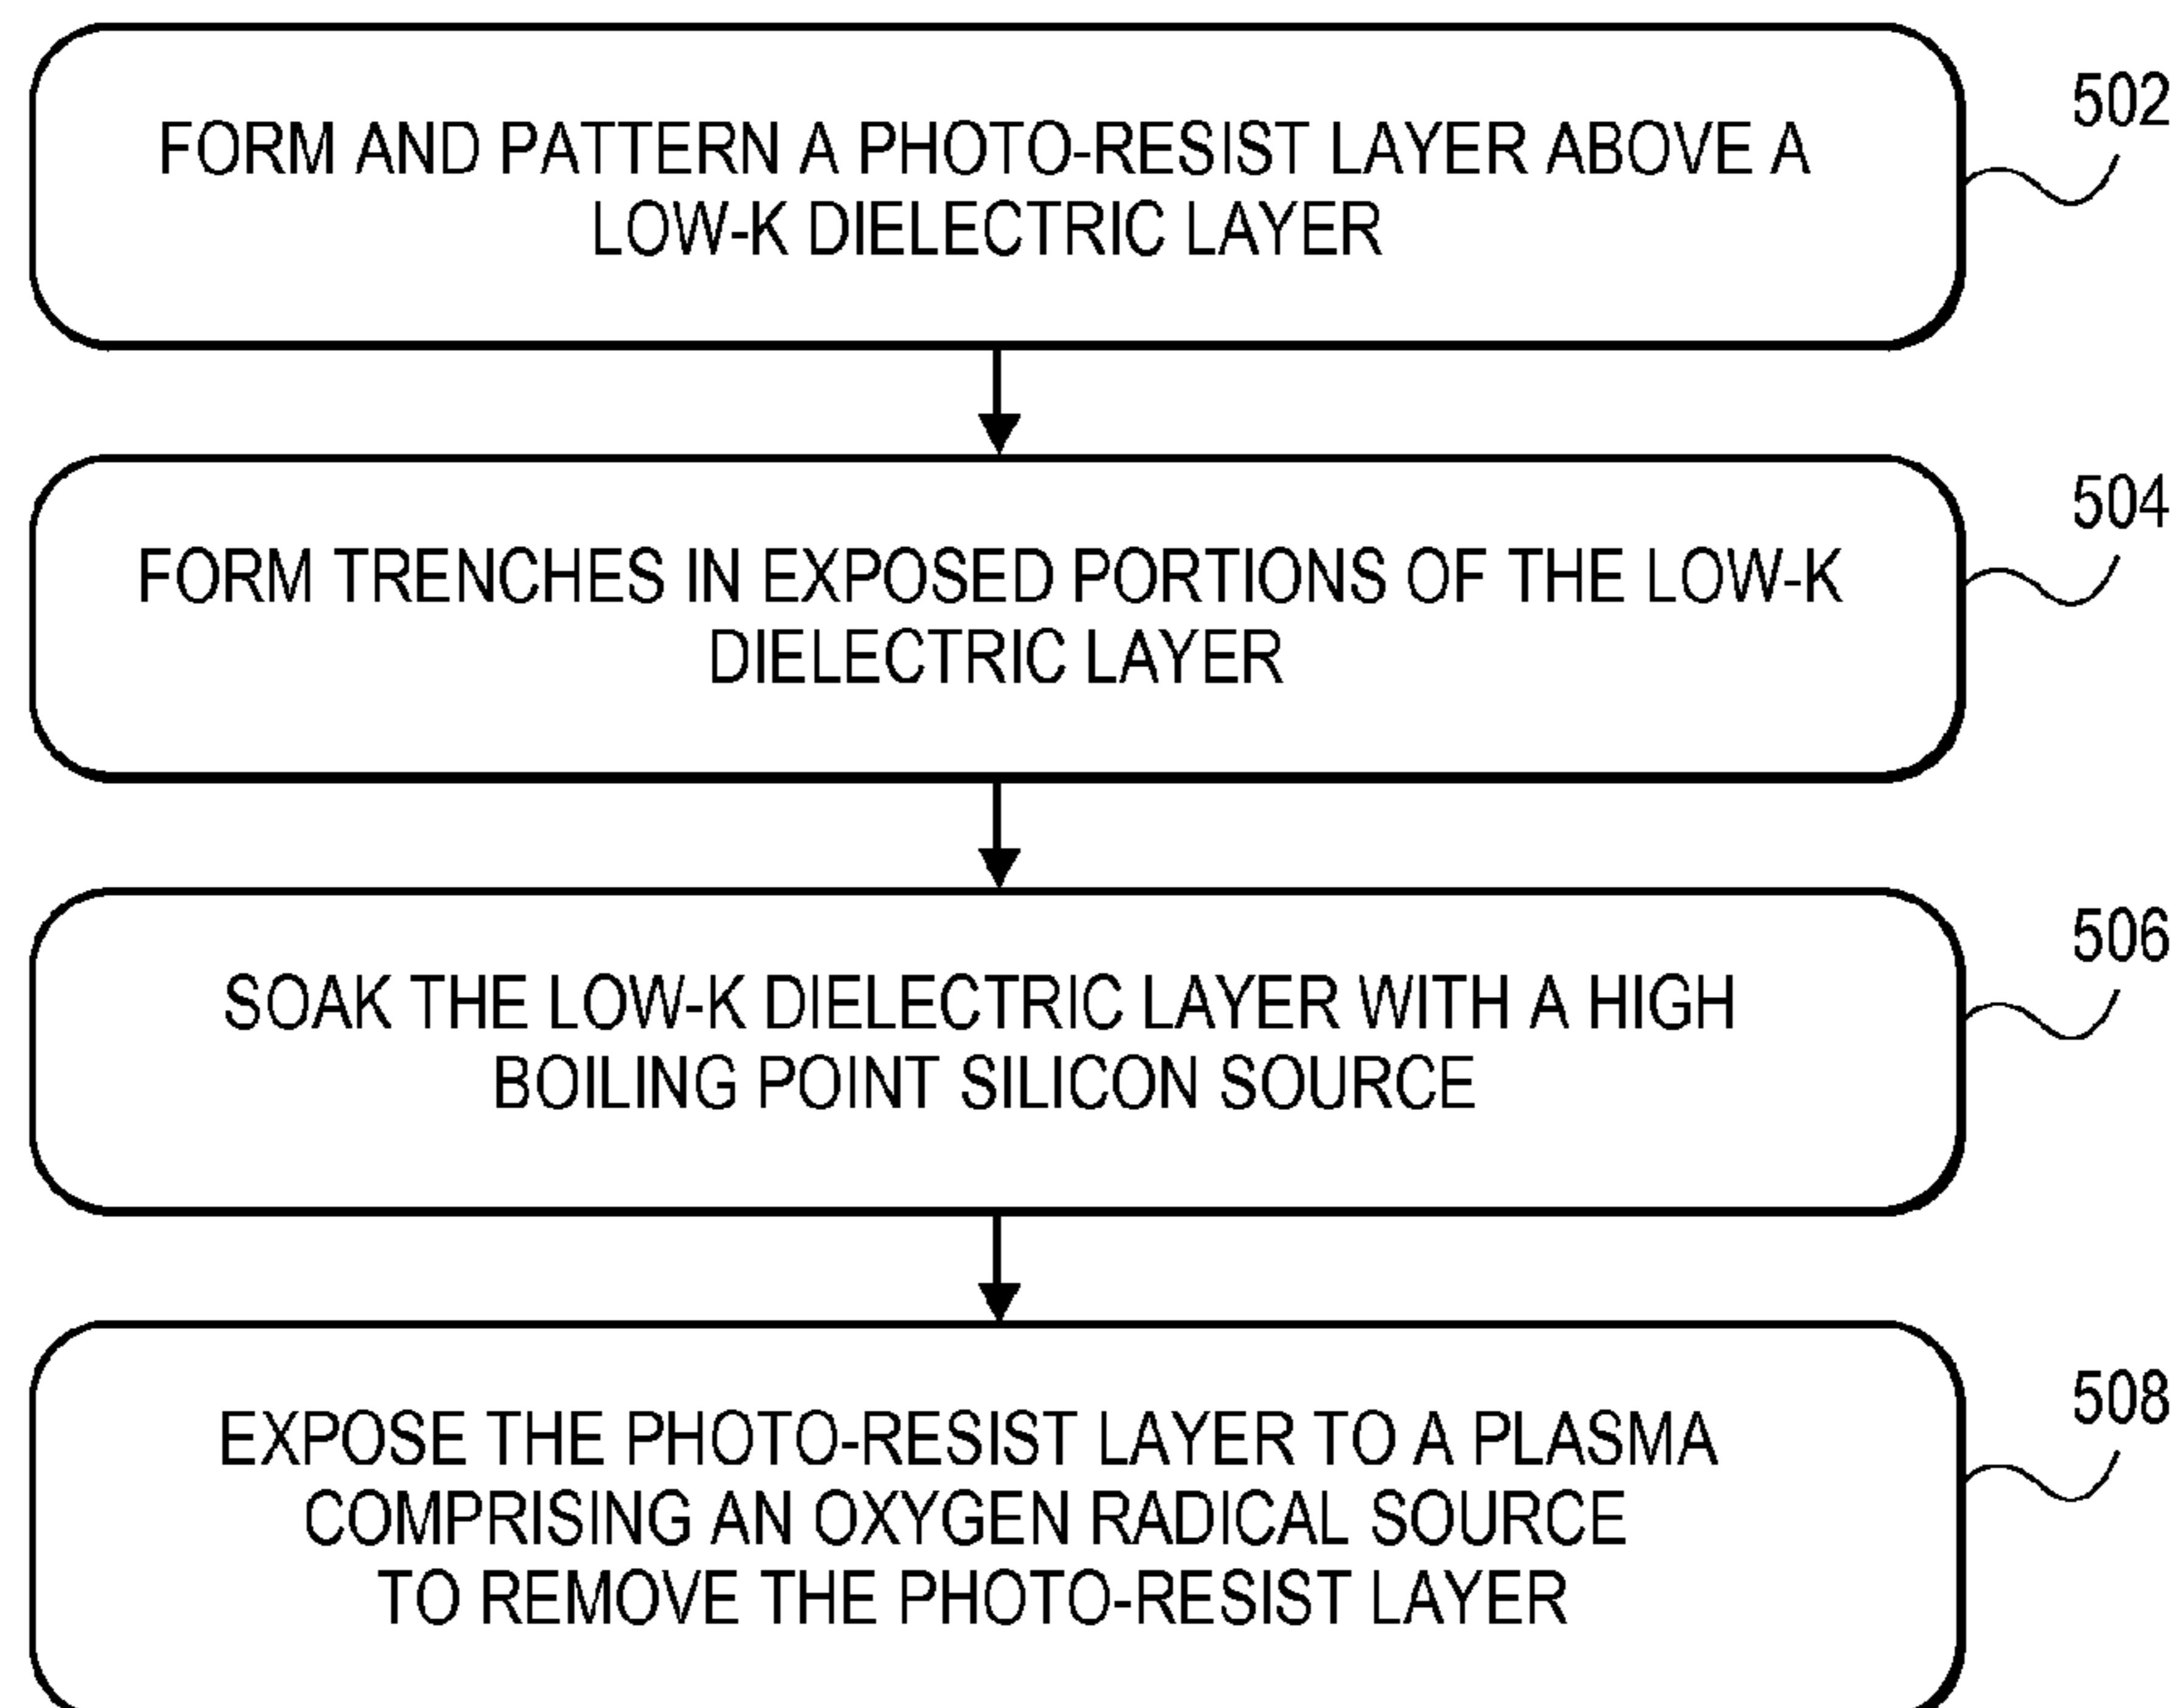 FORM AND PATTERN A PHOTO-RESIST LAYER ABOVE A
LOW-K DIELECTRIC LAYER
502
FORM TRENCHES IN EXPOSED PORTIONS OF THE LOW-K
DIELECTRIC LAYER
504
SOAK THE LOW-K DIELECTRIC LAYER WITH A HIGH
BOILING POINT SILICON SOURCE
506
EXPOSE THE PHOTO-RESIST LAYER TO A PLASMA
COMPRISING AN OXYGEN RADICAL SOURCE
TO REMOVE THE PHOTO-RESIST LAYER
508